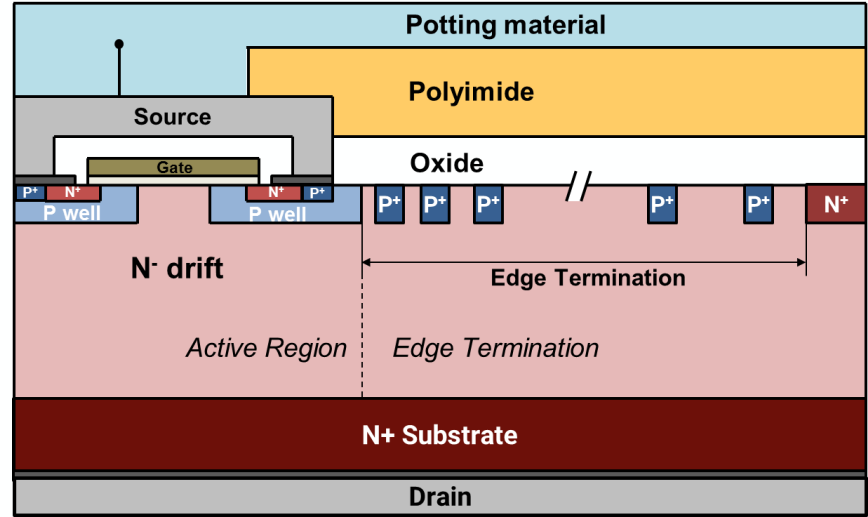 Potting material
Polyimide
Source
Gate
Oxide
P⁺ N⁺ N⁺ P⁺ P⁺ P⁺ P⁺ P⁺ P⁺ N⁺
P well P well
N⁻ drift
Edge Termination
Active Region Edge Termination
N+ Substrate
Drain